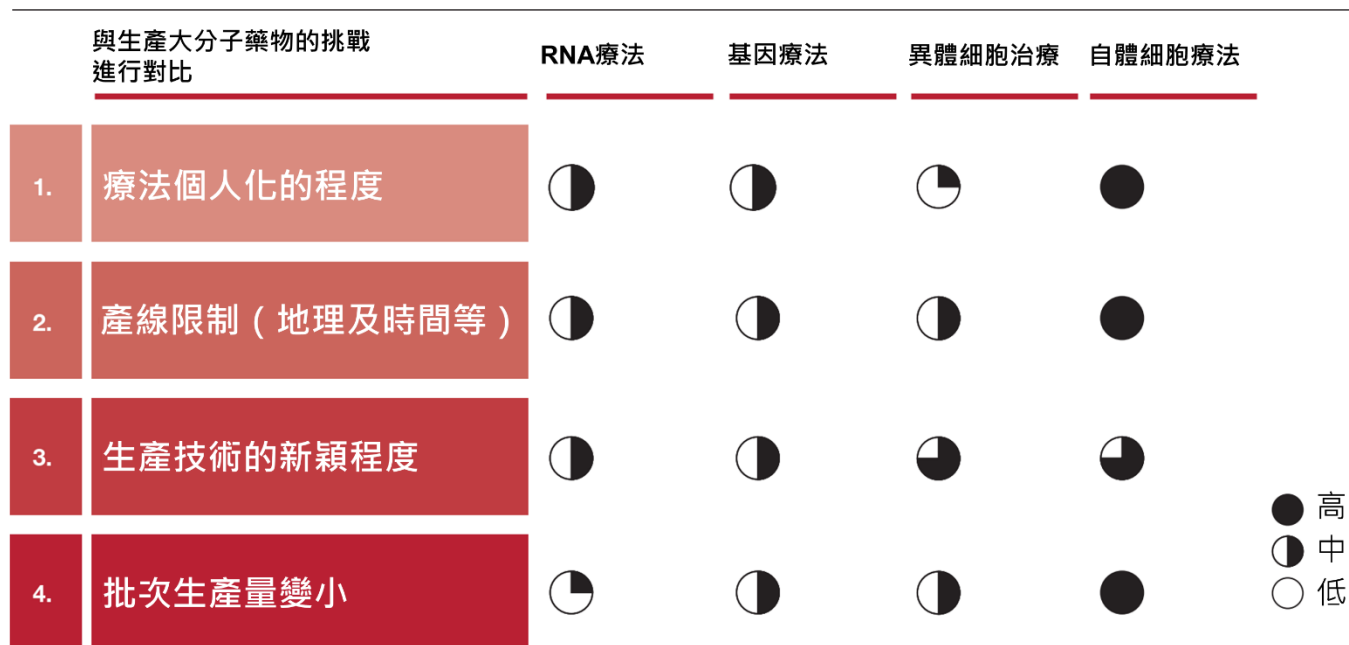 與生產大分子藥物的挑戰
進行對比
RNA療法
基因療法
異體細胞治療
自體細胞療法
1.
療法個人化的程度
2.
產線限制（地理及時間等）
3.
生產技術的新穎程度
4.
批次生產量變小
高
中
低